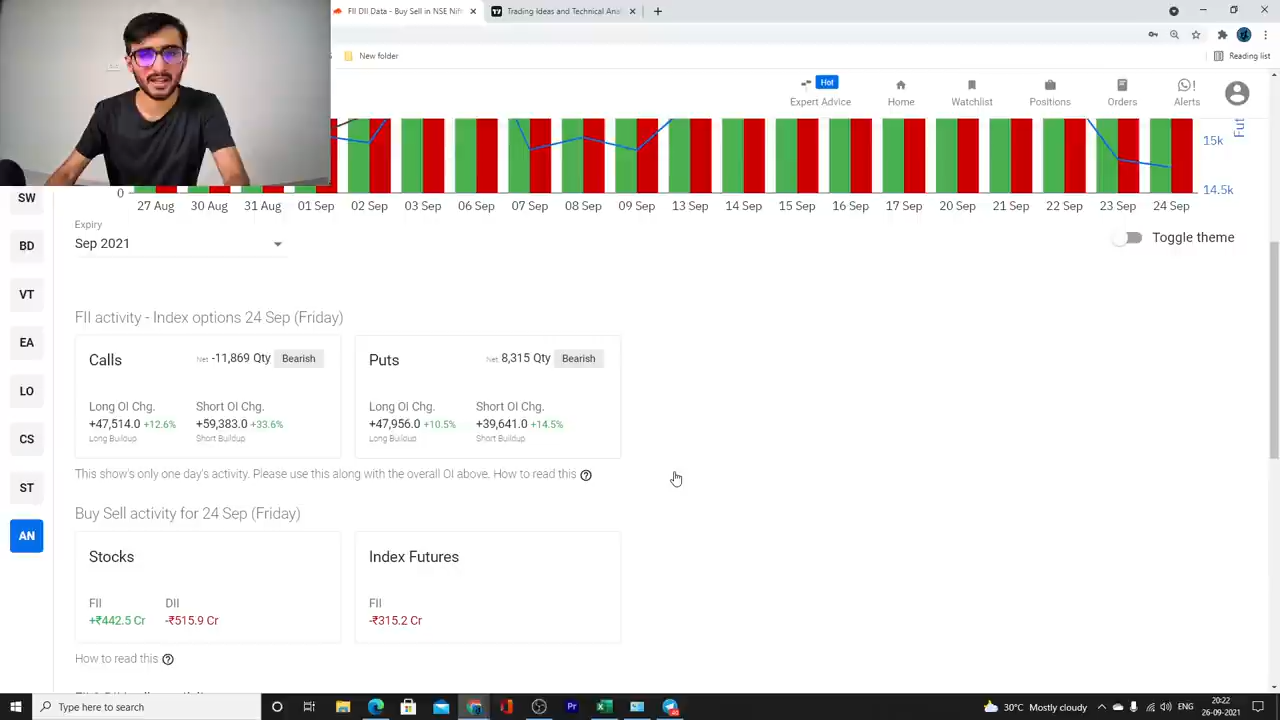 FII DII Data - Buy Sell in NSE Nif
Trading Ideas and Technical Ana
New folder
Reading list
Hot
Expert Advice
Home
Watchlist
Positions
Orders
Alerts
15k
Fut
14.5k
0
27 Aug 30 Aug 31 Aug 01 Sep 02 Sep 03 Sep 06 Sep 07 Sep 08 Sep 09 Sep 13 Sep 14 Sep 15 Sep 16 Sep 17 Sep 20 Sep 21 Sep 22 Sep 23 Sep 24 Sep
SW
BD
VT
EA
LO
CS
ST
AN
Expiry
Sep 2021
Toggle theme
FII activity - Index options 24 Sep (Friday)
Calls
Net -11,869 Qty Bearish
Long OI Chg. Short OI Chg.
+47,514.0 +12.6% +59,383.0 +33.6%
Long Buildup Short Buildup
Puts
Net 8,315 Qty Bearish
Long OI Chg. Short OI Chg.
+47,956.0 +10.5% +39,641.0 +14.5%
Long Buildup Short Buildup
This show's only one day's activity. Please use this along with the overall OI above. How to read this ?
Buy Sell activity for 24 Sep (Friday)
Stocks
FII DII
+₹442.5 Cr -₹515.9 Cr
Index Futures
FII
-₹315.2 Cr
How to read this ?
Type here to search
30°C Mostly cloudy
ENG
20:22
26-09-2021